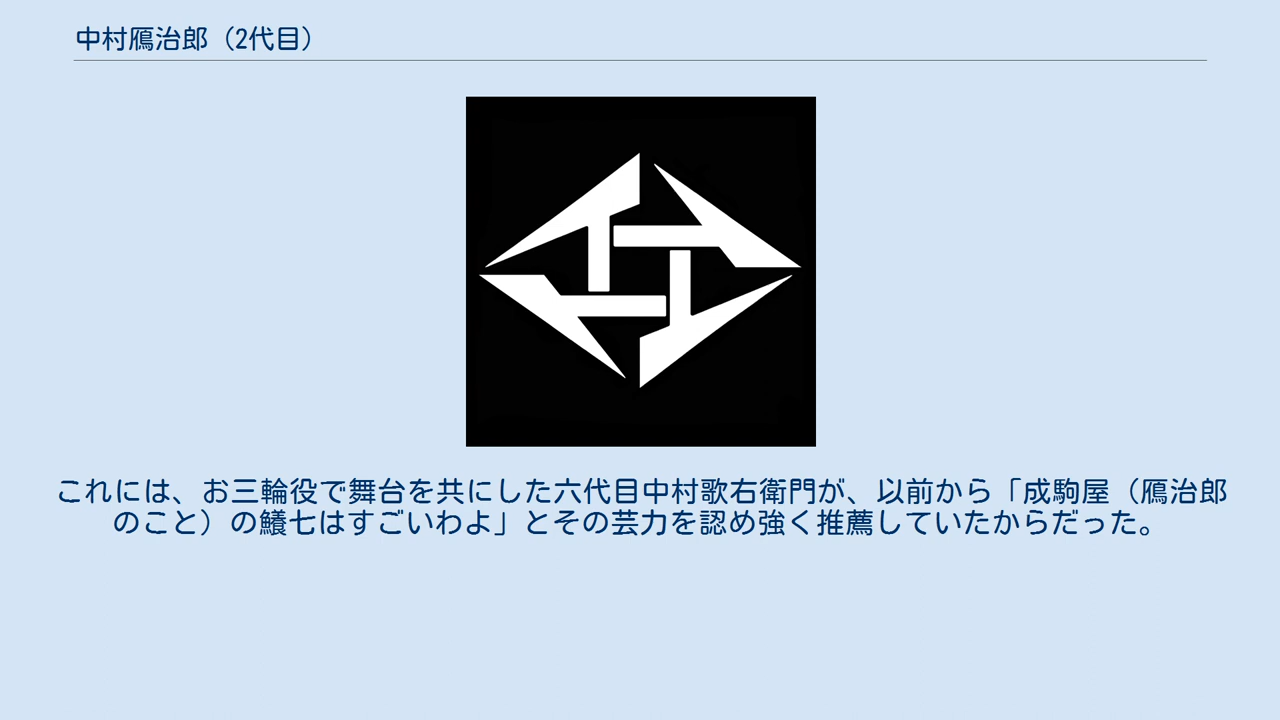 中村鴈治郎（2代目）
これには、お三輪役で舞台を共にした六代目中村歌右衛門が、以前から「成駒屋（鴈治郎
のこと）の鱶七はすごいわよ」とその芸力を認め強く推薦していたからだった。